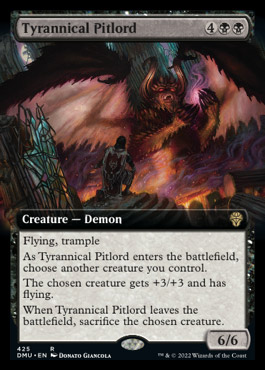 Tyrannical Pitlord 4
Creature — Demon
Flying, trample
As Tyrannical Pitlord enters the battlefield,
choose another creature you control.
The chosen creature gets +3/+3 and has
flying.
When Tyrannical Pitlord leaves the
battlefield, sacrifice the chosen creature.
6/6
425 R
DMU • EN DONATO GIANCOLA ™ & © 2022 Wizards of the Coast